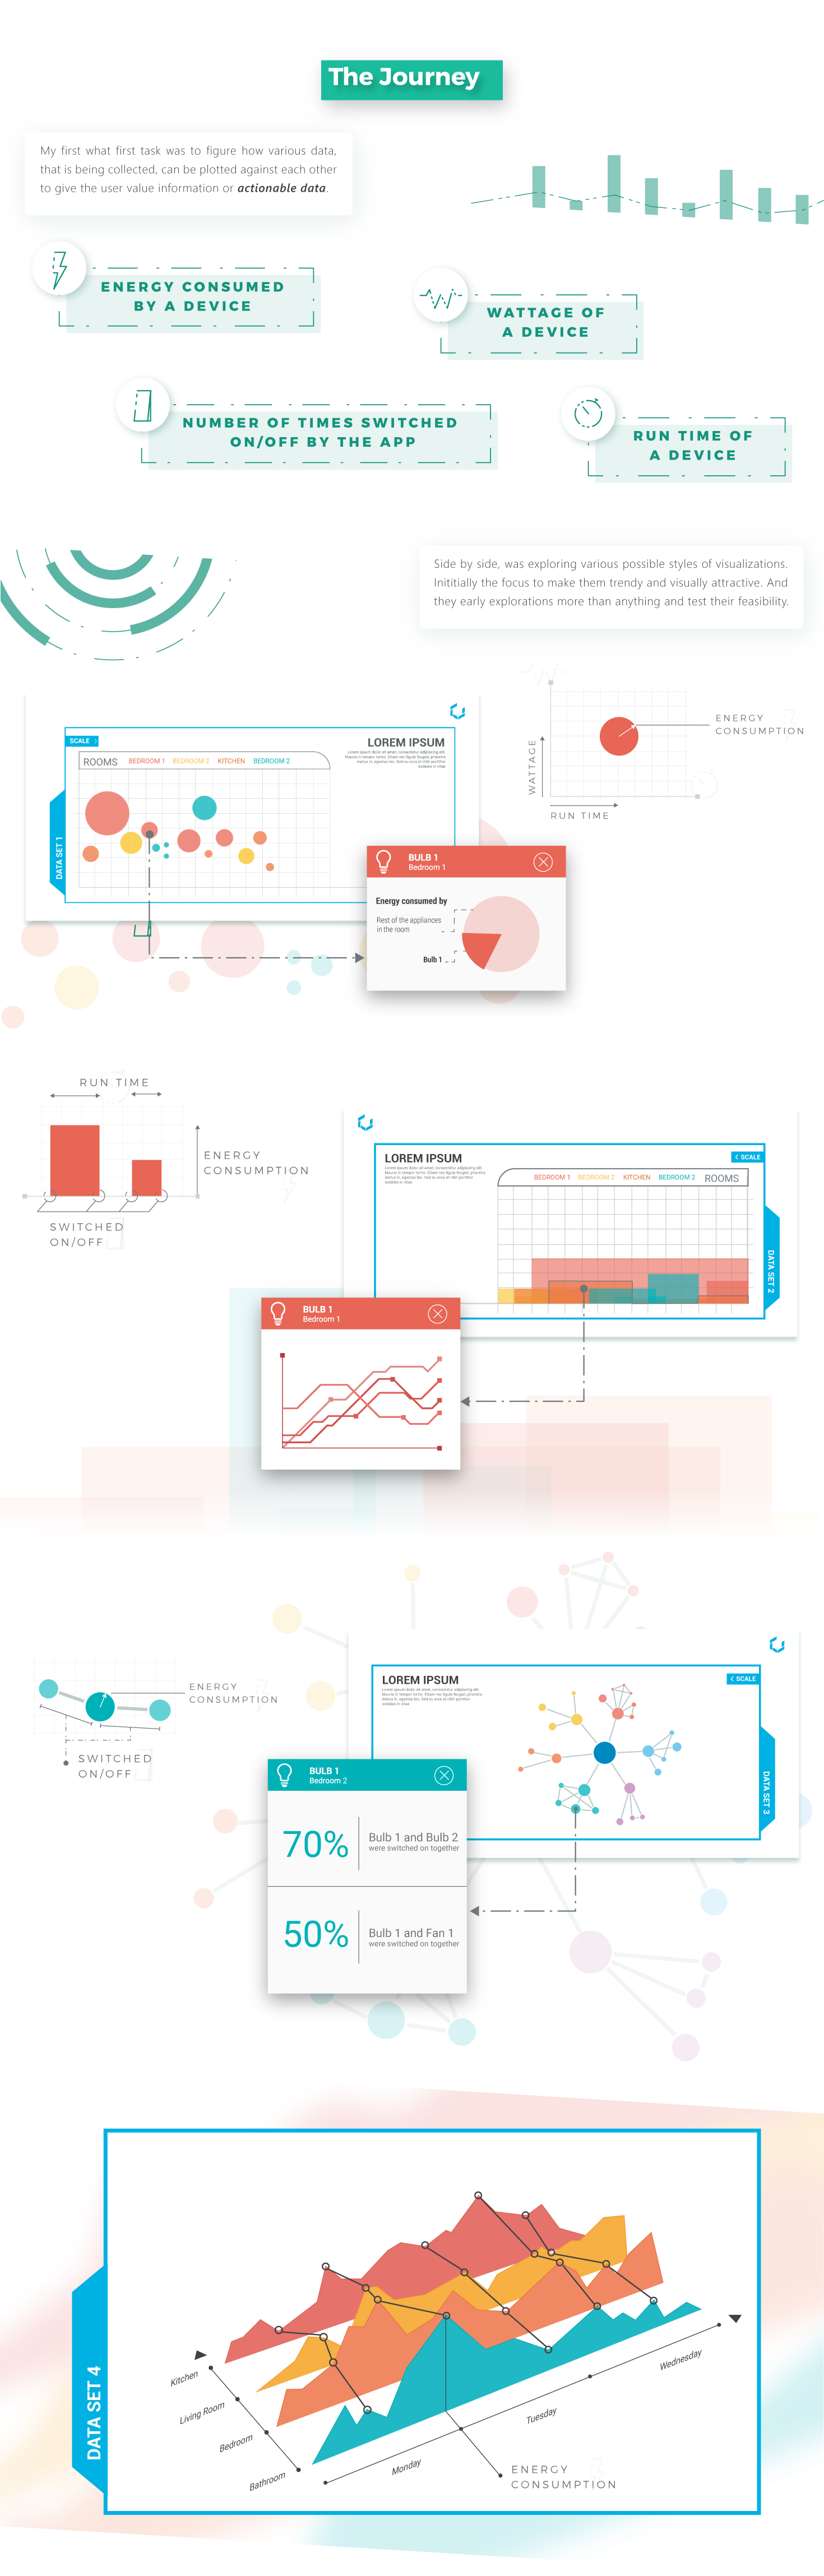 The Journey
My first what first task was to figure how various data,
that is being collected, can be plotted against each other
to give the user value information or actionable data.
ENERGY CONSUMED
BY A DEVICE
WATTAGE OF
A DEVICE
NUMBER OF TIMES SWITCHED
ON/OFF BY THE APP
RUN TIME OF
A DEVICE
Side by side, was exploring various possible styles of visualizations.
Inititially the focus to make them trendy and visually attractive. And
they early explorations more than anything and test their feasibility.
SCALE
LOREM IPSUM
ROOMS BEDROOM 1 BEDROOM 2 KITCHEN BEDROOM 2
DATA SET 1
WATTAGE
RUN TIME
ENERGY
CONSUMPTION
BULB 1
Bedroom 1
Energy consumed by
Rest of the appliances
in the room
Bulb 1
RUN TIME
ENERGY
CONSUMPTION
SWITCHED
ON/OFF
LOREM IPSUM
SCALE
BEDROOM 1 BEDROOM 2 KITCHEN BEDROOM 2 ROOMS
DATA SET 2
BULB 1
Bedroom 1
ENERGY
CONSUMPTION
SWITCHED
ON/OFF
LOREM IPSUM
SCALE
DATA SET 3
BULB 1
Bedroom 2
70%
Bulb 1 and Bulb 2
were switched on together
50%
Bulb 1 and Fan 1
were switched on together
DATA SET 4
Kitchen
Living Room
Bedroom
Bathroom
Monday
Tuesday
Wednesday
ENERGY
CONSUMPTION